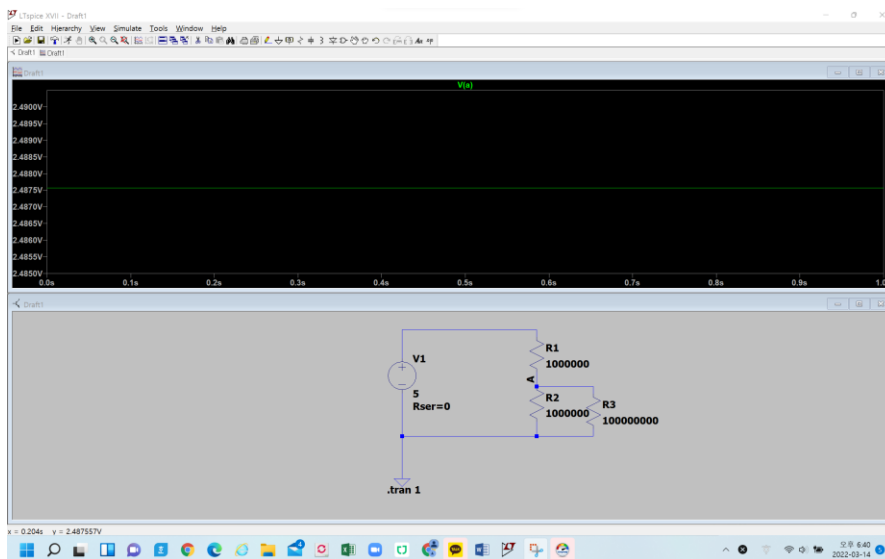 LTspice XVII - Draft1
File Edit Hierarchy View Simulate Tools Window Help
Draft1 Draft1
Draft1
V(a)
2.4900V
2.4895V
2.4890V
2.4885V
2.4880V
2.4875V
2.4870V
2.4865V
2.4860V
2.4855V
2.4850V
0.0s 0.1s 0.2s 0.3s 0.4s 0.5s 0.6s 0.7s 0.8s 0.9s
Draft1
V1
5
Rser=0
R1
1000000
A
R2
1000000
R3
100000000
.tran 1
x = 0.204s y = 2.487557V
오후 6:40
2022-03-14